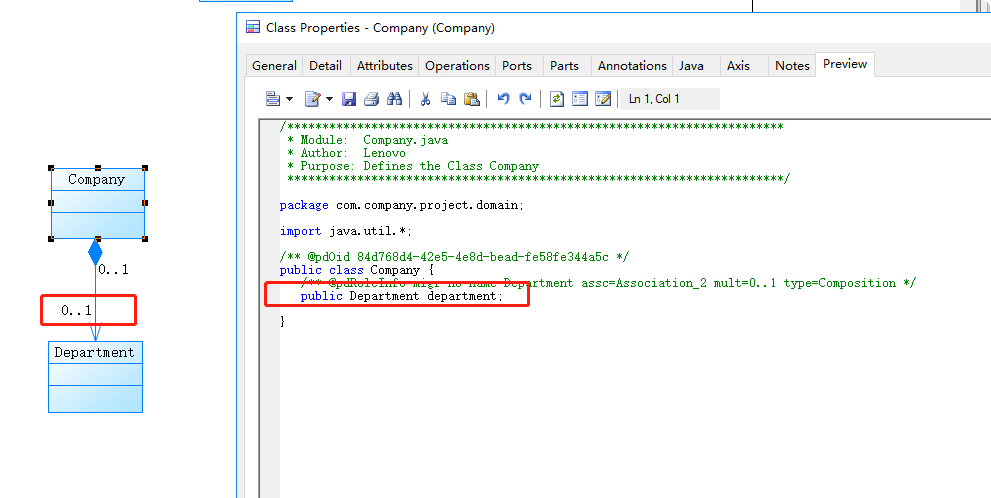 Class Properties - Company (Company)
General Detail Attributes Operations Ports Parts Annotations Java Axis Notes Preview
Ln 1, Col 1
/***********************************************************************
* Module:  Company.java
* Author:  Lenovo
* Purpose: Defines the Class Company
***********************************************************************/
package com.company.project.domain;
import java.util.*;
/** @pdOid 84d768d4-42e5-4e8d-bead-fe58fe344a5c */
public class Company {
/** @pdRoleInfo migr=no name=Department assc=Association_2 mult=0..1 type=Composition */
public Department department;
}
Company
0..1
0..1
Department